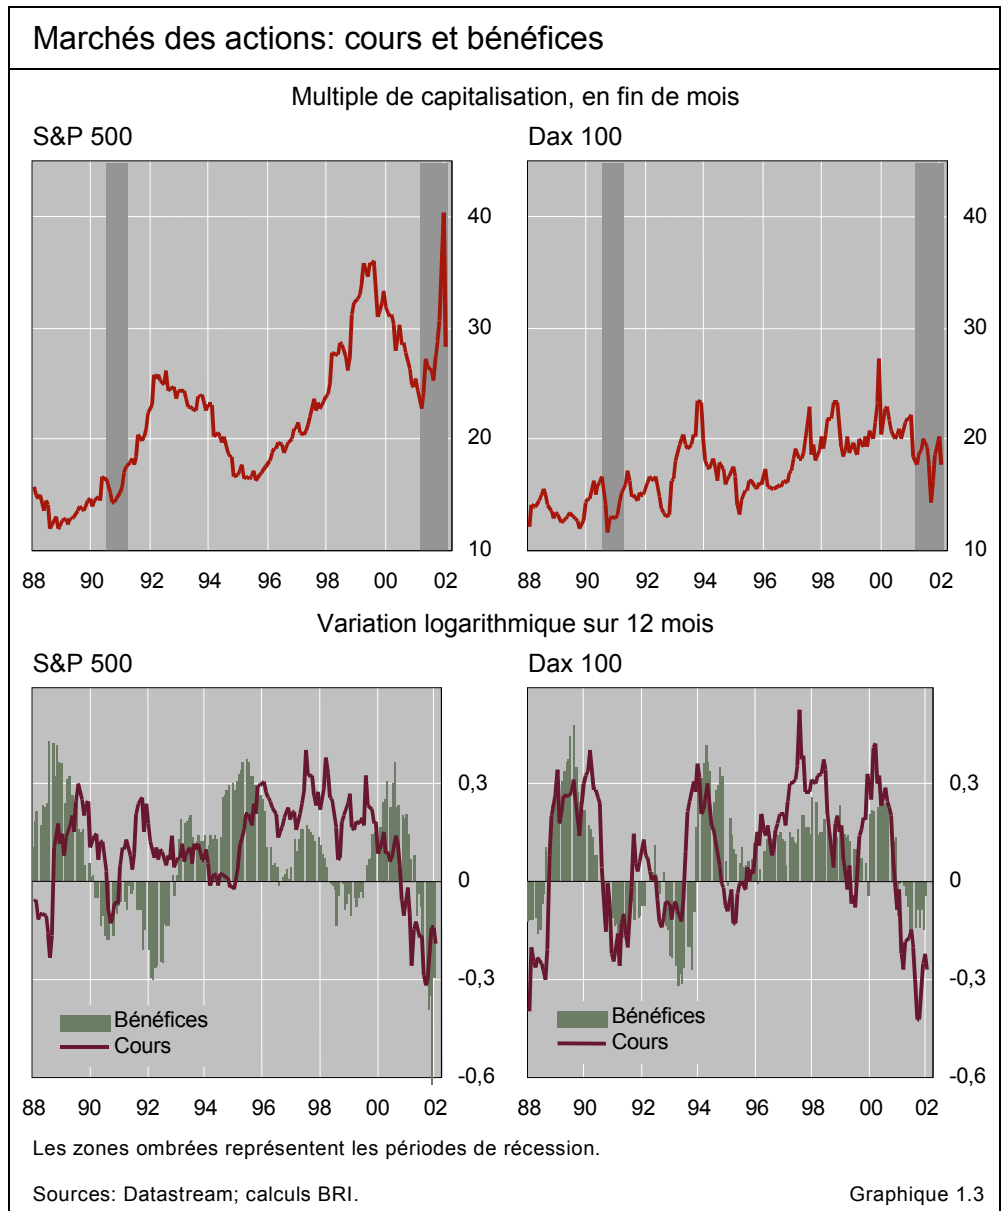 Marchés des actions: cours et bénéfices
Multiple de capitalisation, en fin de mois
S&P 500
Dax 100
40
40
30
30
20
20
10
10
88 90 92 94 96 98 00 02
88 90 92 94 96 98 00 02
Variation logarithmique sur 12 mois
S&P 500
Dax 100
0,3
0,3
0
0
-0,3
-0,3
Bénéfices
Cours
Bénéfices
Cours
-0,6
-0,6
88 90 92 94 96 98 00 02
88 90 92 94 96 98 00 02
Les zones ombrées représentent les périodes de récession.
Sources: Datastream; calculs BRI.
Graphique 1.3